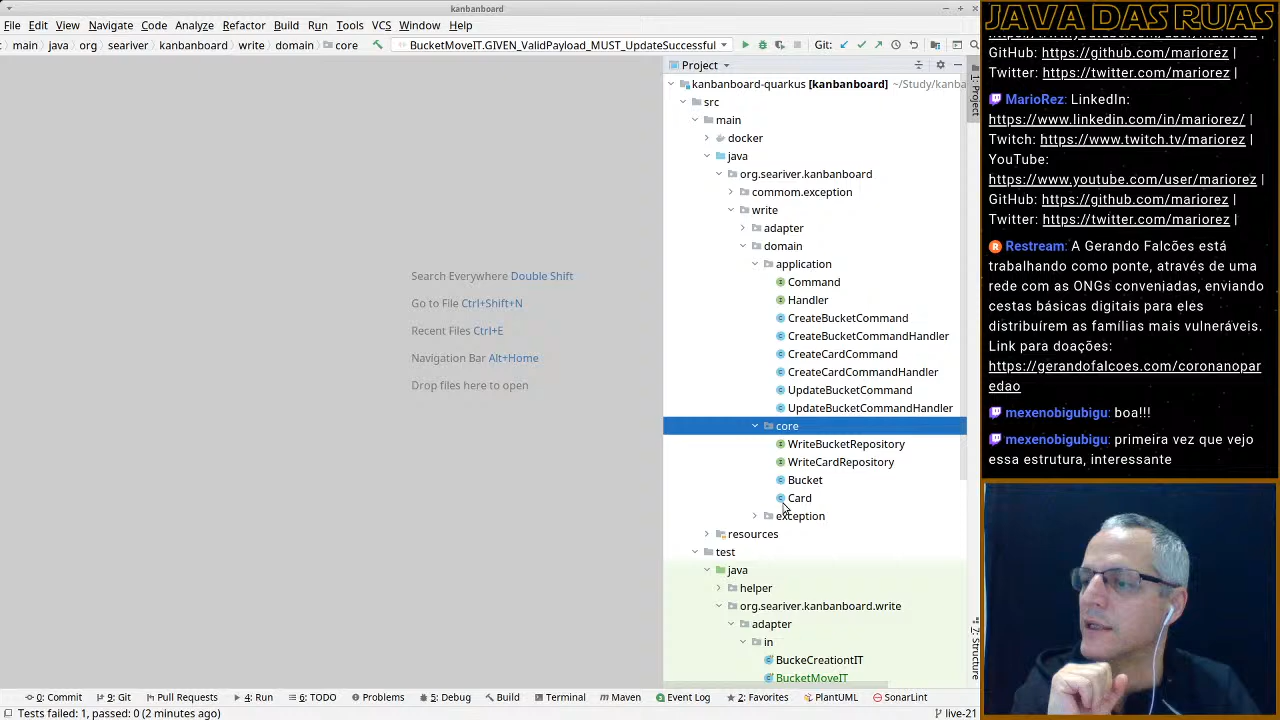 kanbanboard
File Edit View Navigate Code Analyze Refactor Build Run Tools VCS Window Help
main java org seariver kanbanboard write domain core BucketMoveIT.GIVEN_ValidPayload_MUST_UpdateSuccessful Git:
Project
kanbanboard-quarkus [kanbanboard] ~/Study/kanba
src
main
docker
java
org.seariver.kanbanboard
commom.exception
write
adapter
domain
application
Command
Handler
CreateBucketCommand
CreateBucketCommandHandler
CreateCardCommand
CreateCardCommandHandler
UpdateBucketCommand
UpdateBucketCommandHandler
core
WriteBucketRepository
WriteCardRepository
Bucket
Card
exception
resources
test
java
helper
org.seariver.kanbanboard.write
adapter
in
BuckeCreationIT
BucketMoveIT
Search Everywhere Double Shift
Go to File Ctrl+Shift+N
Recent Files Ctrl+E
Navigation Bar Alt+Home
Drop files here to open
1: Project
7: Structure
0: Commit 9: Git Pull Requests 4: Run 6: TODO Problems 5: Debug Build Terminal Maven Event Log 2: Favorites PlantUML SonarLint
Tests failed: 1, passed: 0 (2 minutes ago)
live-21
JAVA DAS RUAS
GitHub: https://github.com/mariorez |
Twitter: https://twitter.com/mariorez |
MarioRez: LinkedIn:
https://www.linkedin.com/in/mariorez/ |
Twitch: https://www.twitch.tv/mariorez |
YouTube:
https://www.youtube.com/user/mariorez |
GitHub: https://github.com/mariorez |
Twitter: https://twitter.com/mariorez |
Restream: A Gerando Falcões está
trabalhando como ponte, através de uma
rede com as ONGs conveniadas, enviando
cestas básicas digitais para eles
distribuírem as famílias mais vulneráveis.
Link para doações:
https://gerandofalcoes.com/coronanopar
edao
mexenobigubigu: boa!!!
mexenobigubigu: primeira vez que vejo
essa estrutura, interessante